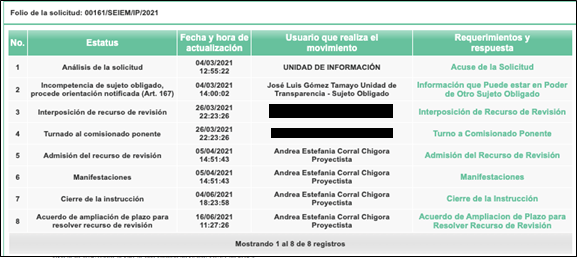 Folio de la solicitud: 00161/SEIEM/IP/2021
No. Estatus Fecha y hora de actualización Usuario que realiza el movimiento Requerimientos y respuesta
1 Análisis de la solicitud 04/03/2021 12:55:22 UNIDAD DE INFORMACIÓN Acuse de la Solicitud
2 Incompetencia de sujeto obligado, procede orientación notificada (Art. 167) 04/03/2021 14:00:02 José Luis Gómez Tamayo Unidad de Transparencia - Sujeto Obligado Información que Puede estar en Poder de Otro Sujeto Obligado
3 Interposición de recurso de revisión 26/03/2021 22:23:26 Interposición de Recurso de Revisión
4 Turnado al comisionado ponente 26/03/2021 22:23:26 Turno a Comisionado Ponente
5 Admisión del recurso de revisión 05/04/2021 14:51:43 Andrea Estefania Corral Chigora Proyectista Admisión del Recurso de Revisión
6 Manifestaciones 05/04/2021 14:51:43 Andrea Estefania Corral Chigora Proyectista Manifestaciones
7 Cierre de la instrucción 04/06/2021 18:23:58 Andrea Estefania Corral Chigora Proyectista Cierre de la Instrucción
8 Acuerdo de ampliación de plazo para resolver recurso de revisión 16/06/2021 11:27:26 Andrea Estefania Corral Chigora Proyectista Acuerdo de Ampliacion de Plazo para Resolver Recurso de Revisión
Mostrando 1 al 8 de 8 registros